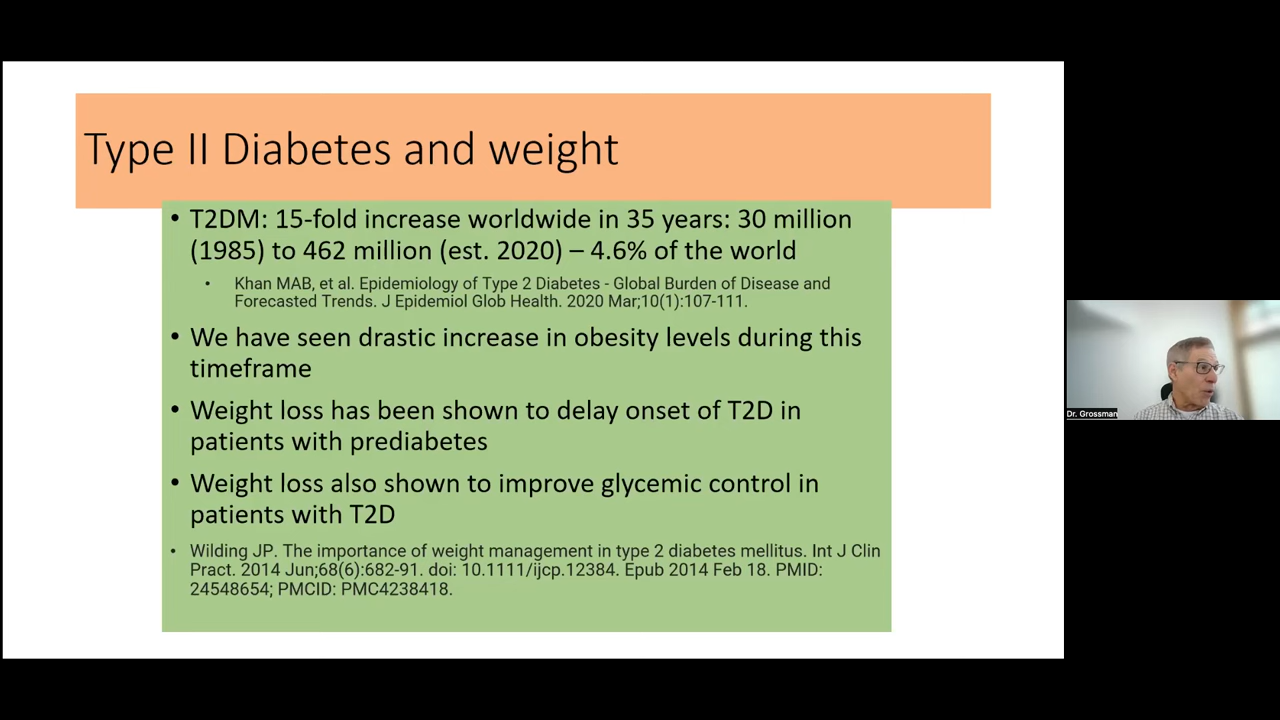 Type II Diabetes and weight
• T2DM: 15-fold increase worldwide in 35 years: 30 million
(1985) to 462 million (est. 2020) – 4.6% of the world
• Khan MAB, et al. Epidemiology of Type 2 Diabetes - Global Burden of Disease and
Forecasted Trends. J Epidemiol Glob Health. 2020 Mar;10(1):107-111.
• We have seen drastic increase in obesity levels during this
timeframe
• Weight loss has been shown to delay onset of T2D in
patients with prediabetes
• Weight loss also shown to improve glycemic control in
patients with T2D
• Wilding JP. The importance of weight management in type 2 diabetes mellitus. Int J Clin
Pract. 2014 Jun;68(6):682-91. doi: 10.1111/ijcp.12384. Epub 2014 Feb 18. PMID:
24548654; PMCID: PMC4238418.
Dr. Grossman